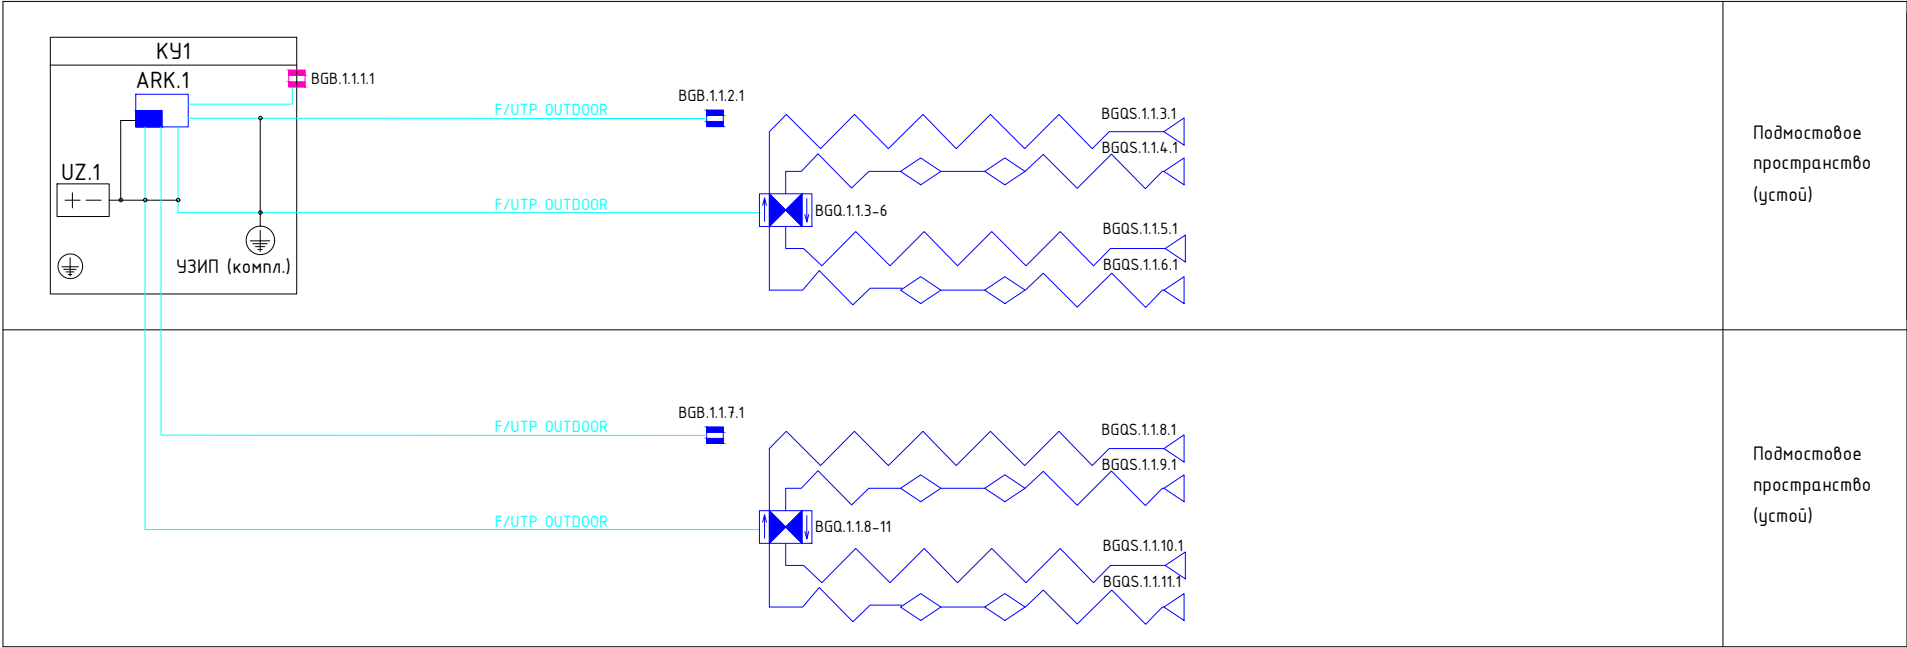 КУ1
ARK.1
BGB.1.1.1.1
UZ.1
УЗИП (компл.)
F/UTP OUTDOOR
BGB.1.1.2.1
F/UTP OUTDOOR
BGQ.1.1.3-6
BGQS.1.1.3.1
BGQS.1.1.4.1
BGQS.1.1.5.1
BGQS.1.1.6.1
Подмостовое
пространство
(устой)
F/UTP OUTDOOR
BGB.1.1.7.1
F/UTP OUTDOOR
BGQ.1.1.8-11
BGQS.1.1.8.1
BGQS.1.1.9.1
BGQS.1.1.10.1
BGQS.1.1.11.1
Подмостовое
пространство
(устой)